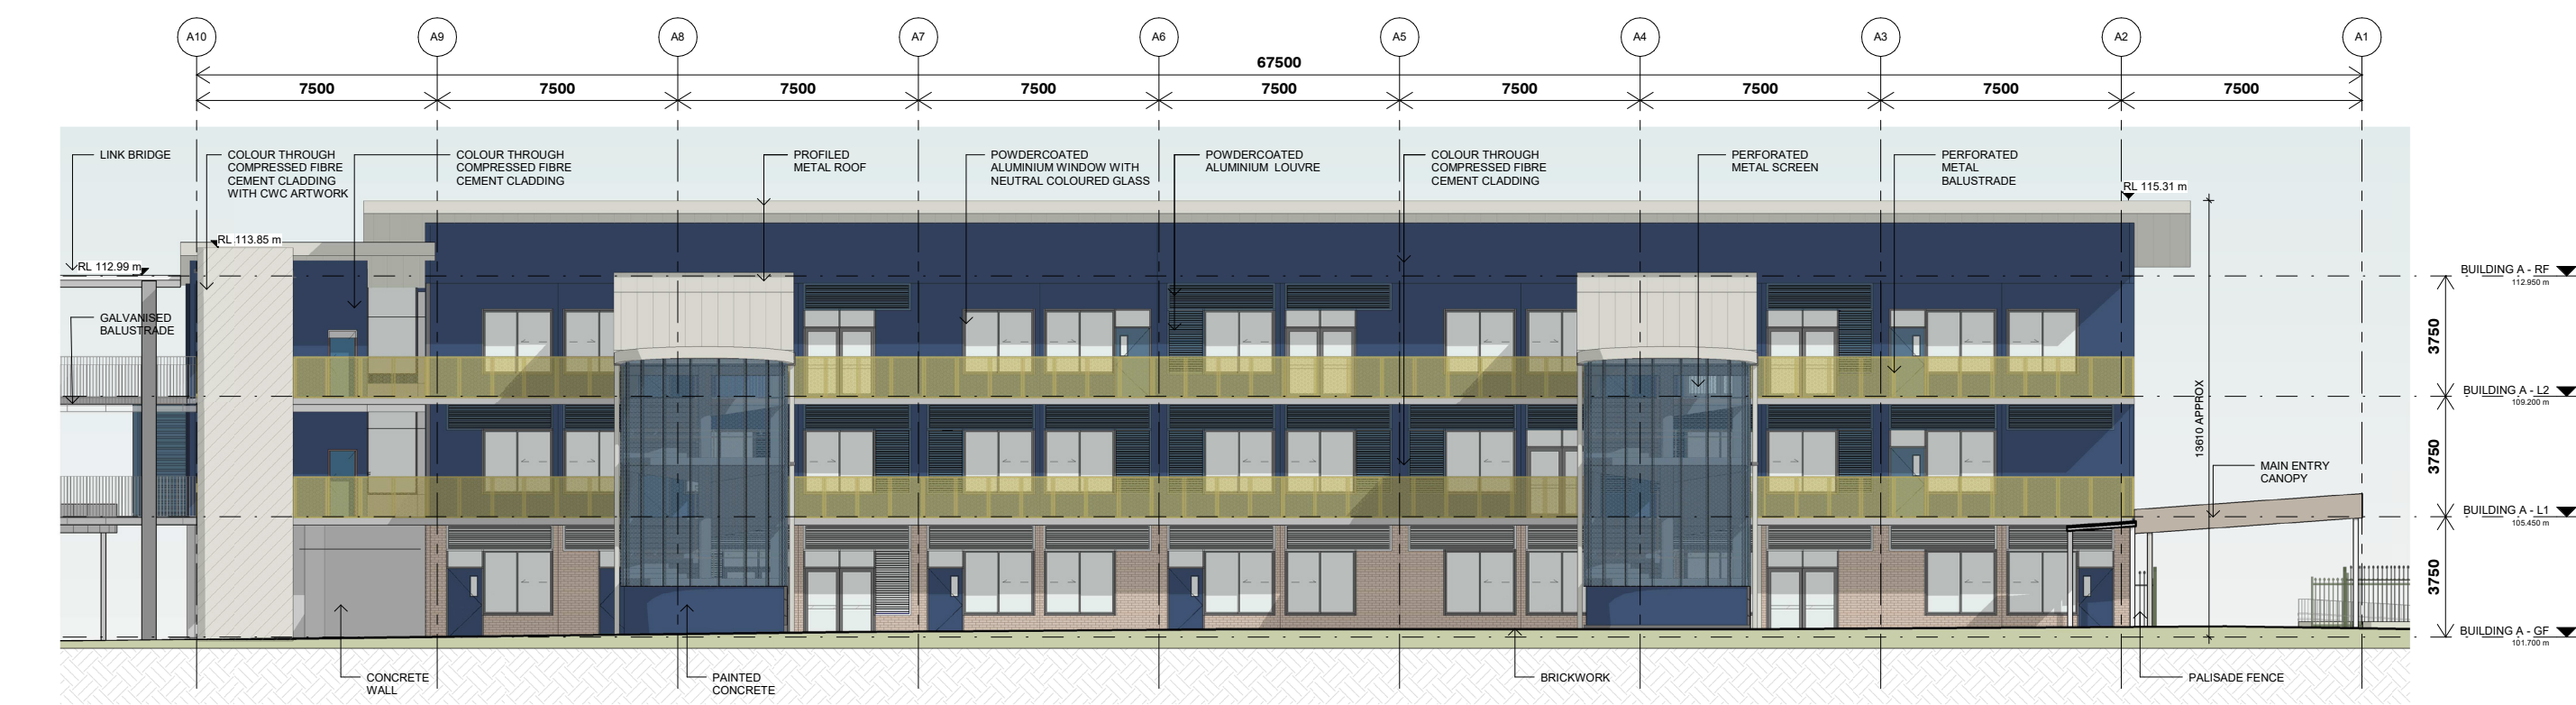 A10 A9 A8 A7 A6 A5 A4 A3 A2 A1
67500
7500 7500 7500 7500 7500 7500 7500 7500 7500
LINK BRIDGE
COLOUR THROUGH
COMPRESSED FIBRE
CEMENT CLADDING
WITH CWC ARTWORK
COLOUR THROUGH
COMPRESSED FIBRE
CEMENT CLADDING
PROFILED
METAL ROOF
POWDERCOATED
ALUMINIUM WINDOW WITH
NEUTRAL COLOURED GLASS
POWDERCOATED
ALUMINIUM LOUVRE
COLOUR THROUGH
COMPRESSED FIBRE
CEMENT CLADDING
PERFORATED
METAL SCREEN
PERFORATED
METAL
BALUSTRADE
RL 115.31 m
RL 113.85 m
RL 112.99 m
GALVANISED
BALUSTRADE
BUILDING A - RF
112.950 m
3750
BUILDING A - L2
109.200 m
13610 APPROX
3750
MAIN ENTRY
CANOPY
BUILDING A - L1
105.450 m
3750
BUILDING A - GF
101.700 m
CONCRETE
WALL
PAINTED
CONCRETE
BRICKWORK
PALISADE FENCE